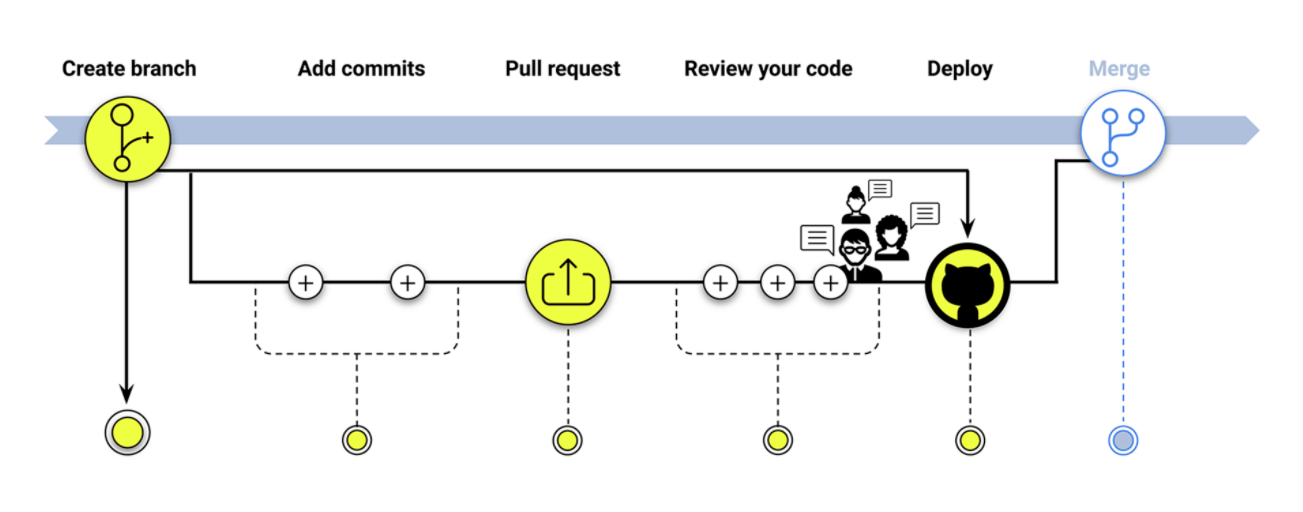 Create branch
Add commits
Pull request
Review your code
Deploy
Merge